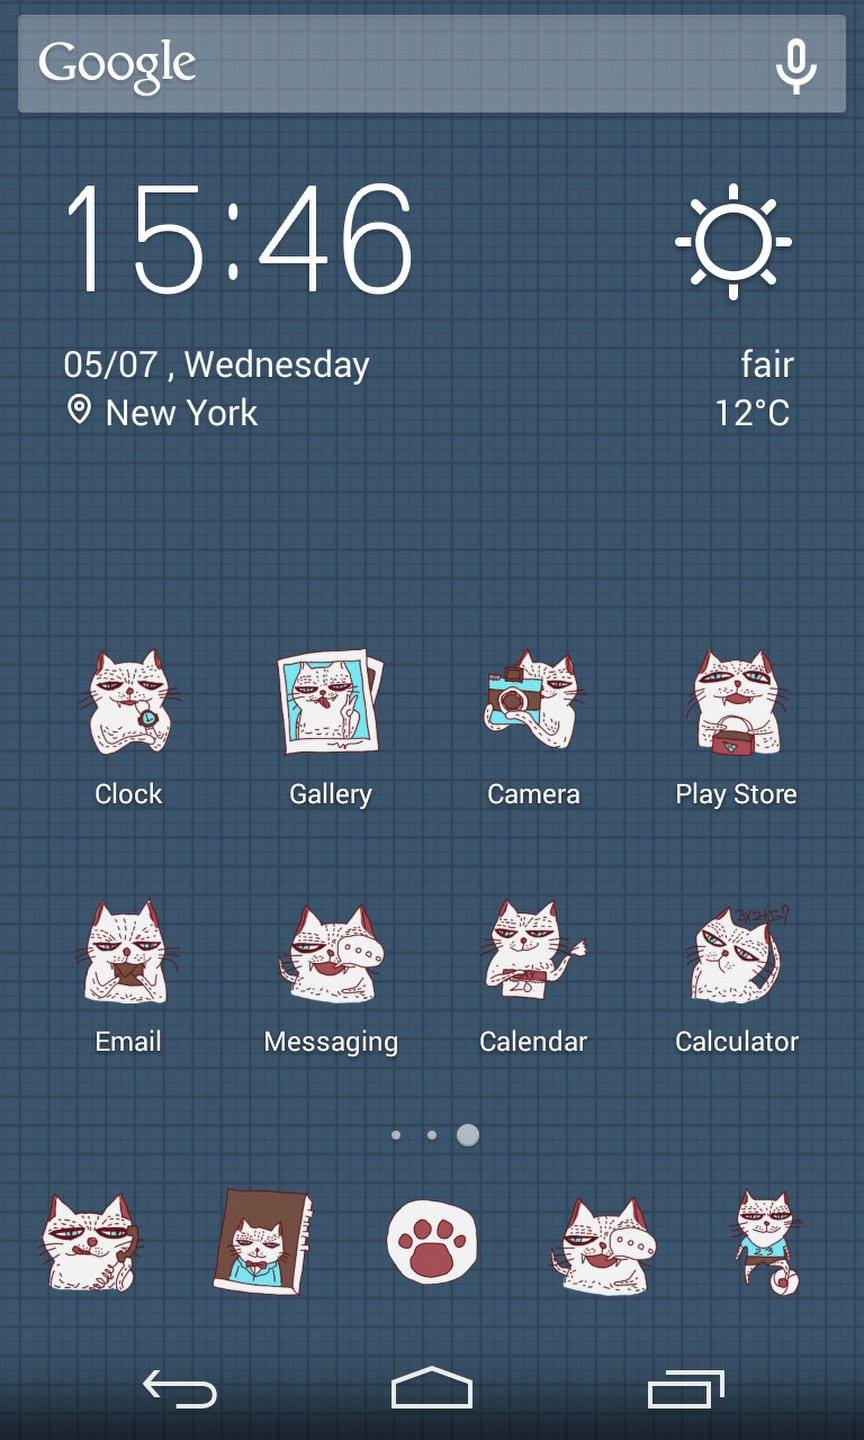 Google
15:46
05/07 , Wednesday
New York
fair
12°C
Clock
Gallery
Camera
Play Store
Email
Messaging
Calendar
Calculator
20